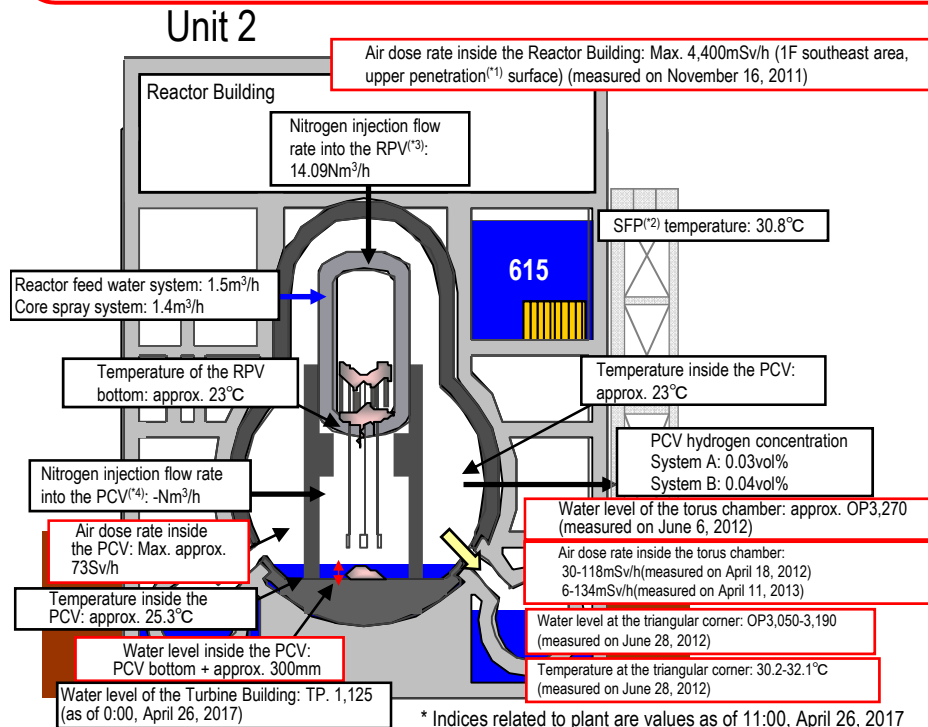 Unit 2
Air dose rate inside the Reactor Building: Max. 4,400mSv/h (1F southeast area,
upper penetration(*1) surface) (measured on November 16, 2011)
Reactor Building
Nitrogen injection flow
rate into the RPV(*3):
14.09Nm3/h
SFP(*2) temperature: 30.8℃
615
Reactor feed water system: 1.5m3/h
Core spray system: 1.4m3/h
Temperature of the RPV
bottom: approx. 23℃
Temperature inside the PCV:
approx. 23℃
PCV hydrogen concentration
System A: 0.03vol%
System B: 0.04vol%
Nitrogen injection flow rate
into the PCV(*4): -Nm3/h
Water level of the torus chamber: approx. OP3,270
(measured on June 6, 2012)
Air dose rate inside
the PCV: Max. approx.
73Sv/h
Air dose rate inside the torus chamber:
30-118mSv/h(measured on April 18, 2012)
6-134mSv/h(measured on April 11, 2013)
Temperature inside the
PCV: approx. 25.3℃
Water level at the triangular corner: OP3,050-3,190
(measured on June 28, 2012)
Water level inside the PCV:
PCV bottom + approx. 300mm
Temperature at the triangular corner: 30.2-32.1℃
(measured on June 28, 2012)
Water level of the Turbine Building: TP. 1,125
(as of 0:00, April 26, 2017)
* Indices related to plant are values as of 11:00, April 26, 2017